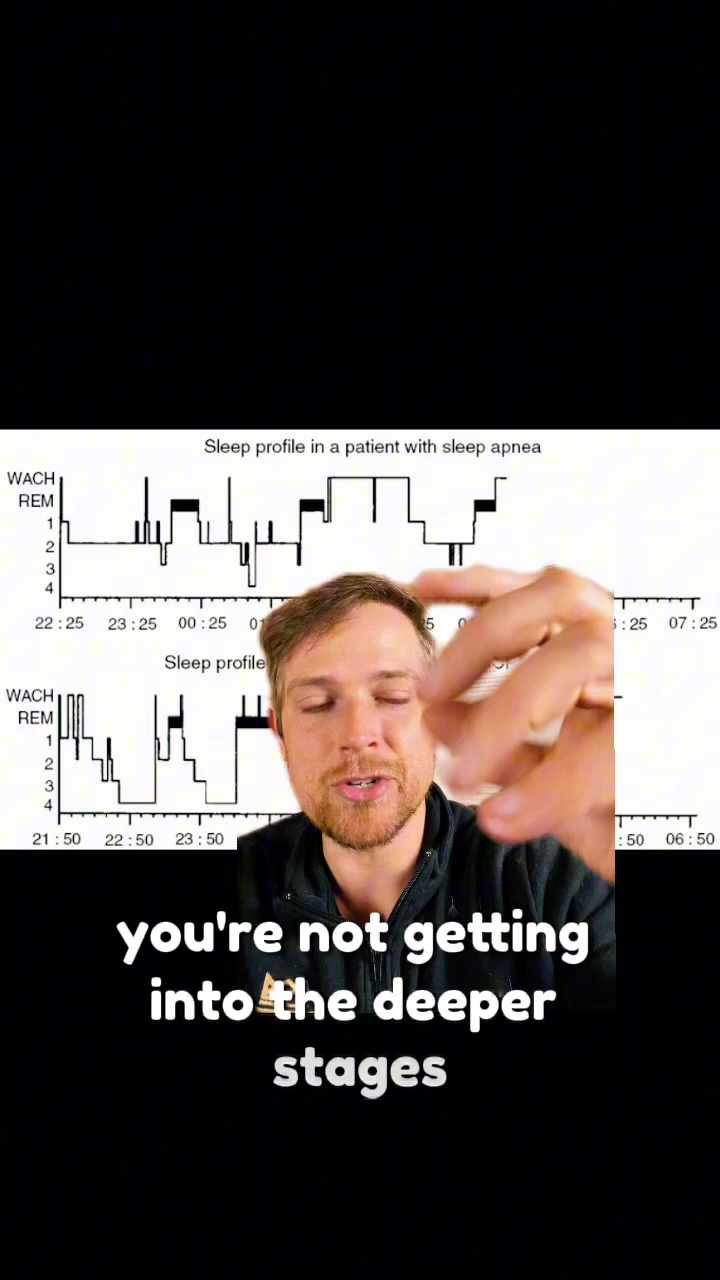 Sleep profile in a patient with sleep apnea
WACH
REM
1
2
3
4
22:25 23:25 00:25 07:25
Sleep profile
WACH
REM
1
2
3
4
21:50 22:50 23:50 :50 06:50
you're not getting
into the deeper
stages